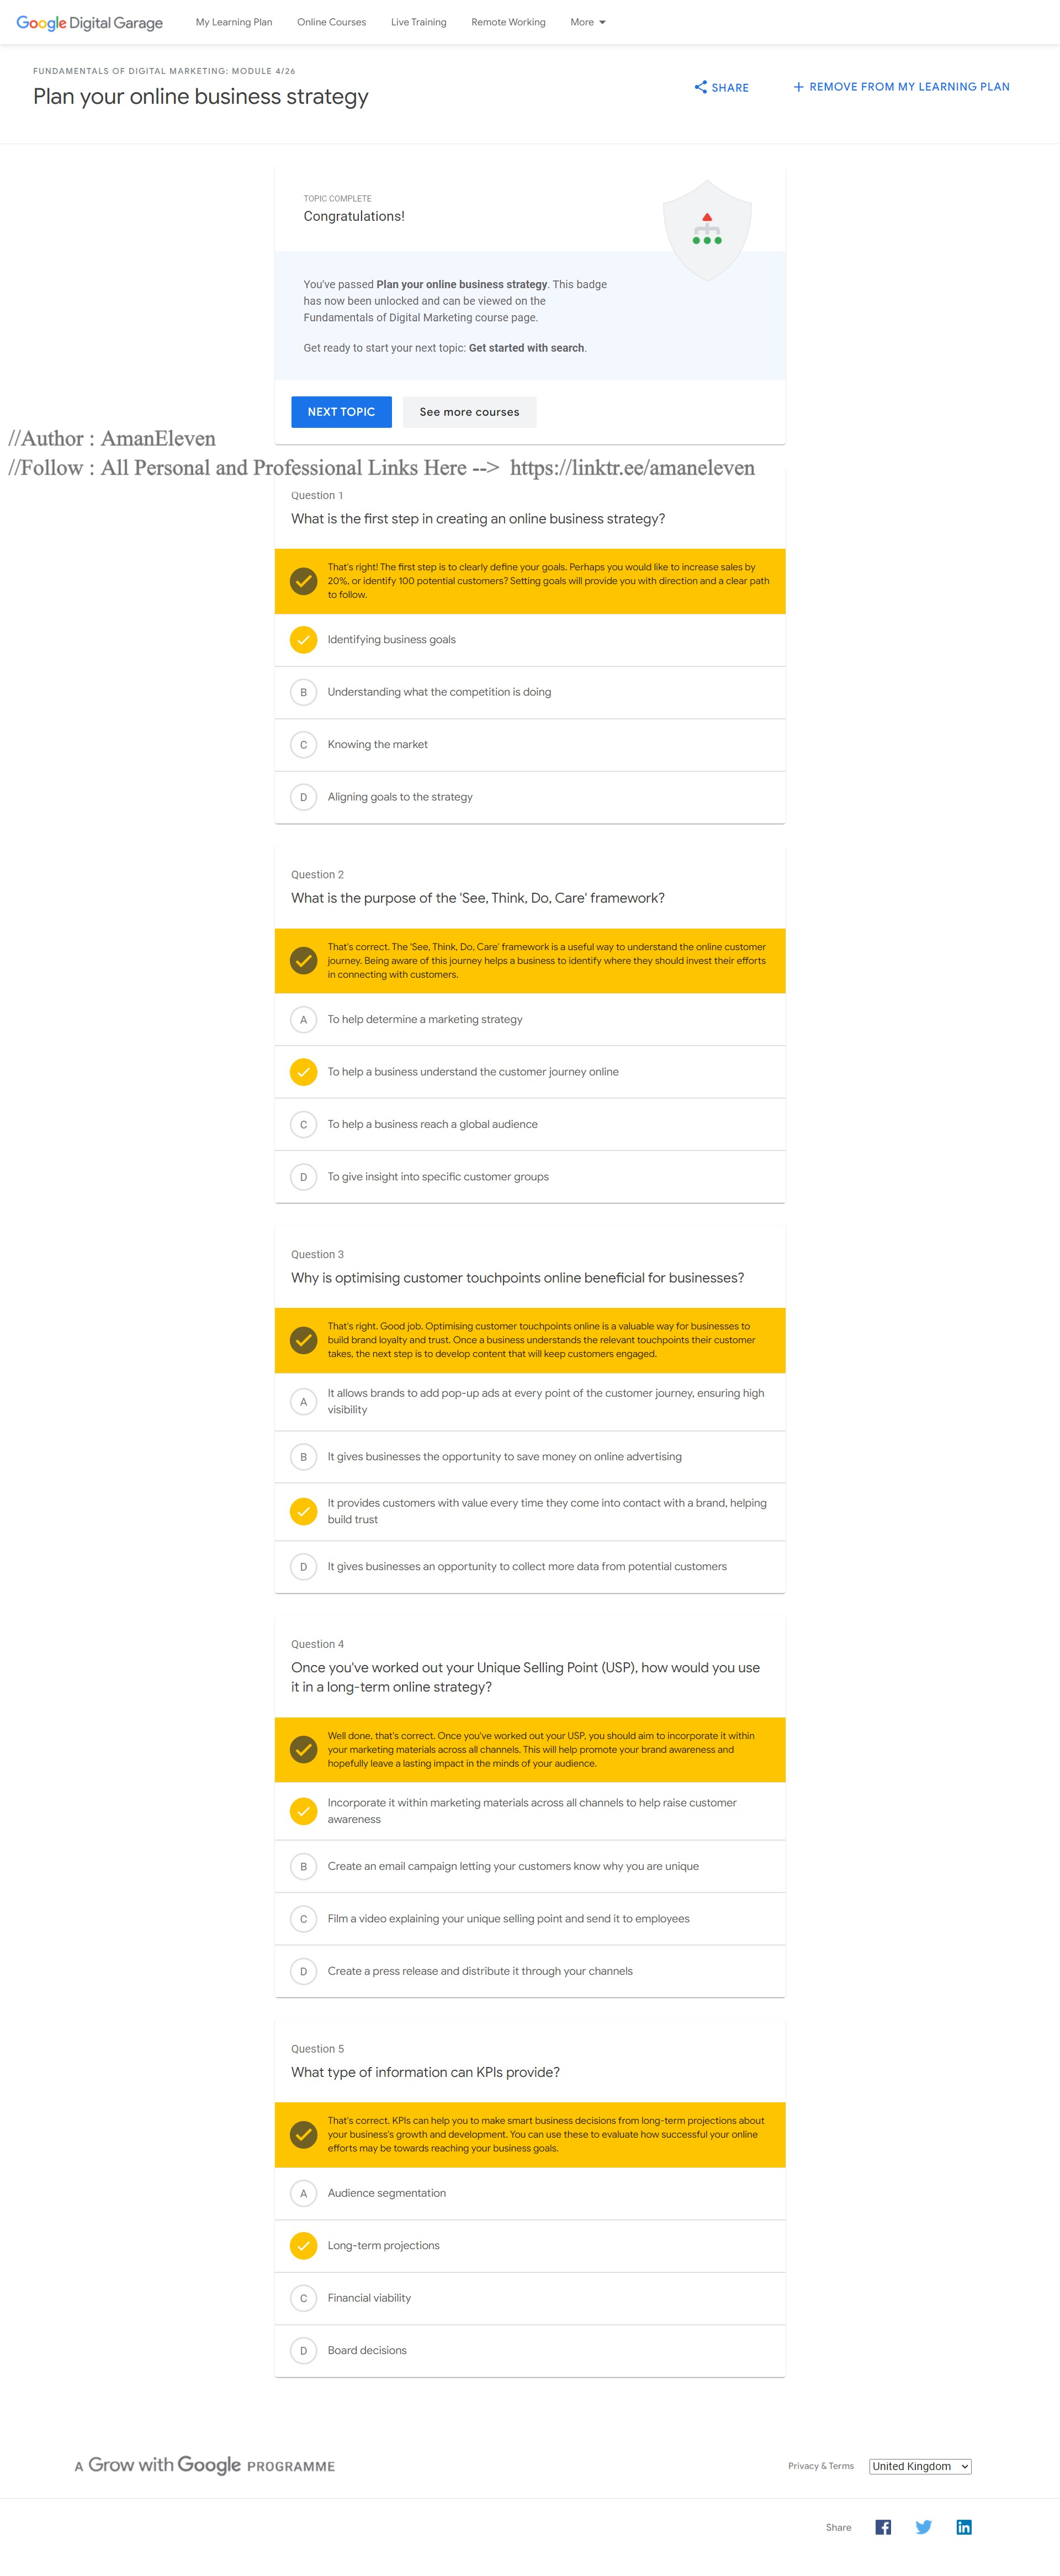 Google Digital Garage My Learning Plan Online Courses Live Training Remote Working More
FUNDAMENTALS OF DIGITAL MARKETING: MODULE 4/26
Plan your online business strategy
SHARE
+ REMOVE FROM MY LEARNING PLAN
TOPIC COMPLETE
Congratulations!
You've passed Plan your online business strategy. This badge
has now been unlocked and can be viewed on the
Fundamentals of Digital Marketing course page.
Get ready to start your next topic: Get started with search.
NEXT TOPIC See more courses
//Author : AmanEleven
//Follow : All Personal and Professional Links Here --> https://linktr.ee/amaneleven
Question 1
What is the first step in creating an online business strategy?
That's right! The first step is to clearly define your goals. Perhaps you would like to increase sales by
20%, or identify 100 potential customers? Setting goals will provide you with direction and a clear path
to follow.
Identifying business goals
B Understanding what the competition is doing
C Knowing the market
D Aligning goals to the strategy
Question 2
What is the purpose of the 'See, Think, Do, Care' framework?
That's correct. The 'See, Think, Do, Care' framework is a useful way to understand the online customer
journey. Being aware of this journey helps a business to identify where they should invest their efforts
in connecting with customers.
A To help determine a marketing strategy
To help a business understand the customer journey online
C To help a business reach a global audience
D To give insight into specific customer groups
Question 3
Why is optimising customer touchpoints online beneficial for businesses?
That's right. Good job. Optimising customer touchpoints online is a valuable way for businesses to
build brand loyalty and trust. Once a business understands the relevant touchpoints their customer
takes, the next step is to develop content that will keep customers engaged.
A It allows brands to add pop-up ads at every point of the customer journey, ensuring high
visibility
B It gives businesses the opportunity to save money on online advertising
It provides customers with value every time they come into contact with a brand, helping
build trust
D It gives businesses an opportunity to collect more data from potential customers
Question 4
Once you've worked out your Unique Selling Point (USP), how would you use
it in a long-term online strategy?
Well done, that's correct. Once you've worked out your USP, you should aim to incorporate it within
your marketing materials across all channels. This will help promote your brand awareness and
hopefully leave a lasting impact in the minds of your audience.
Incorporate it within marketing materials across all channels to help raise customer
awareness
B Create an email campaign letting your customers know why you are unique
C Film a video explaining your unique selling point and send it to employees
D Create a press release and distribute it through your channels
Question 5
What type of information can KPIs provide?
That's correct. KPIs can help you to make smart business decisions from long-term projections about
your business's growth and development. You can use these to evaluate how successful your online
efforts may be towards reaching your business goals.
A Audience segmentation
Long-term projections
C Financial viability
D Board decisions
A Grow with Google PROGRAMME
Privacy & Terms United Kingdom
Share